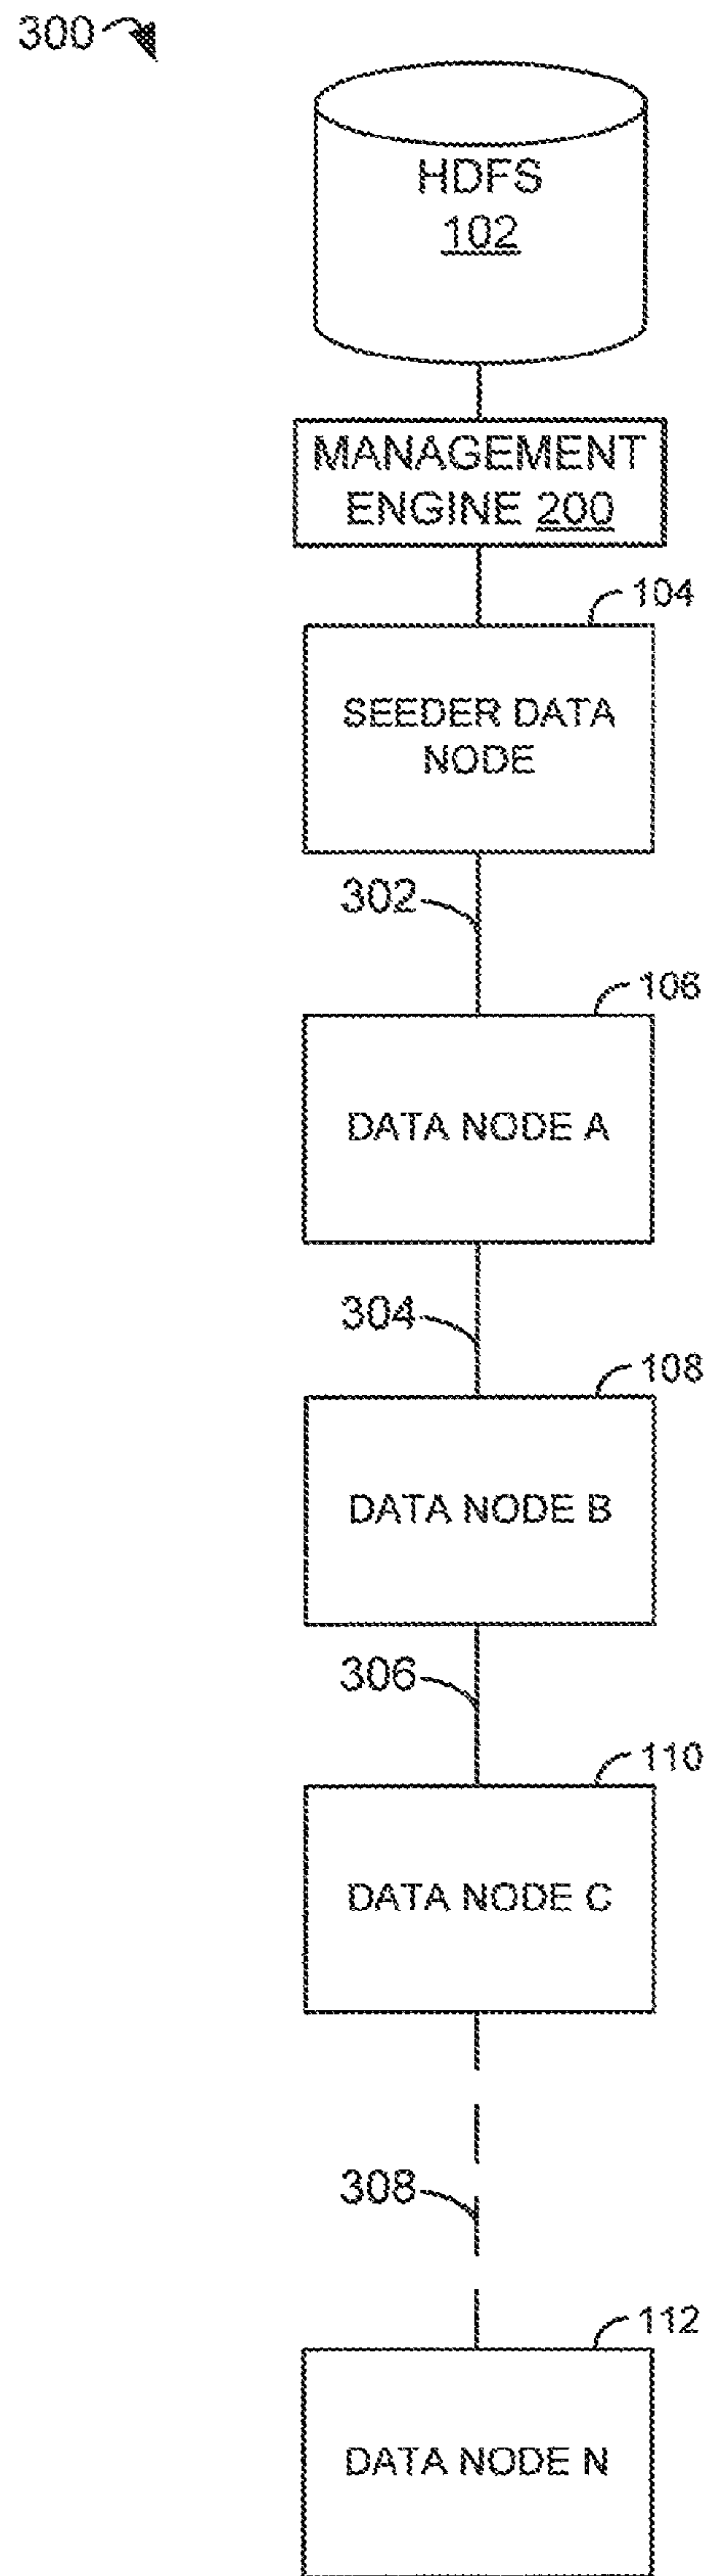 300
HDFS
102
MANAGEMENT
ENGINE 200
104
SEEDER DATA
NODE
302
106
DATA NODE A
304
108
DATA NODE B
306
110
DATA NODE C
308
112
DATA NODE N